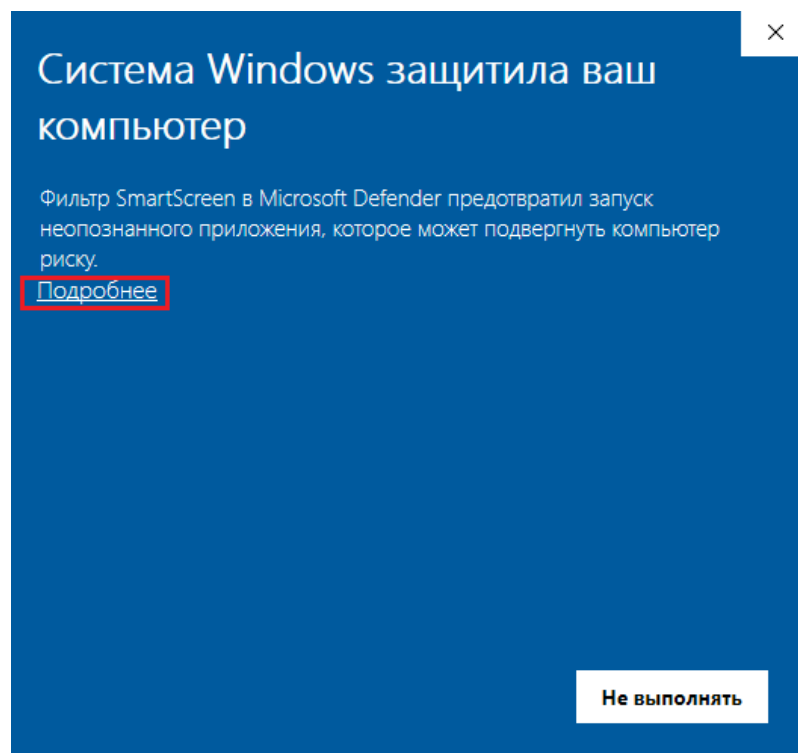 Система Windows защитила ваш
компьютер
Фильтр SmartScreen в Microsoft Defender предотвратил запуск
неопознанного приложения, которое может подвергнуть компьютер
риску.
Подробнее
Не выполнять